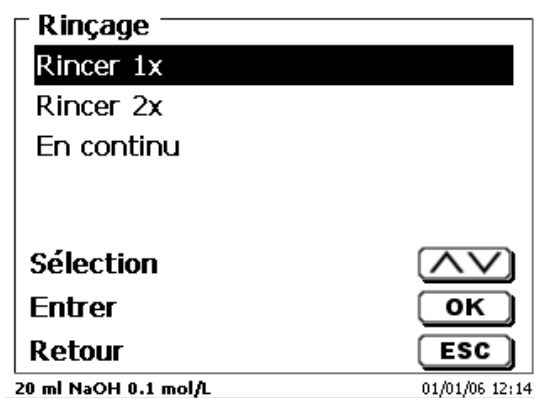 Rinçage
Rincer 1x
Rincer 2x
En continu
Sélection
Entrer OK
Retour ESC
20 ml NaOH 0.1 mol/L 01/01/06 12:14